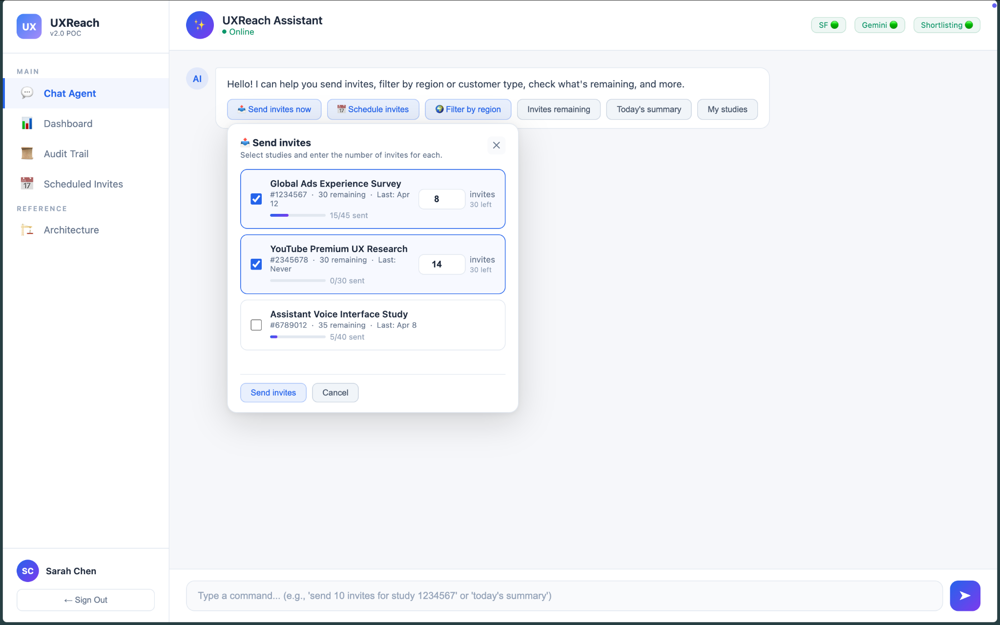 UX
UXReach
v2.0 POC
MAIN
Chat Agent
Dashboard
Audit Trail
17
Scheduled Invites
REFERENCE
Architecture
SC
Sarah Chen
← Sign Out
UXReach Assistant
Online
SF
Gemini
Shortlisting
AI
Hello! I can help you send invites, filter by region or customer type, check what's remaining, and more.
Send invites now
17 Schedule invites
Filter by region
Invites remaining
Today's summary
My studies
Send invites
Select studies and enter the number of invites for each.
Global Ads Experience Survey
#1234567 · 30 remaining · Last: Apr
12
15/45 sent
8
invites
30 left
YouTube Premium UX Research
#2345678 · 30 remaining · Last:
Never
0/30 sent
14
invites
30 left
Assistant Voice Interface Study
#6789012 · 35 remaining · Last: Apr 8
5/40 sent
Send invites
Cancel
Type a command... (e.g., 'send 10 invites for study 1234567' or 'today's summary')